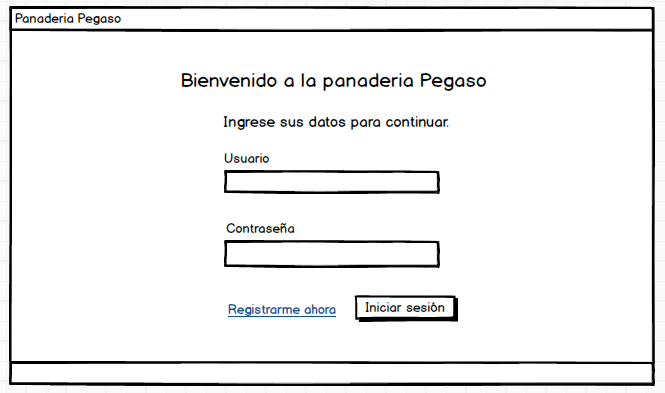 Panaderia Pegaso
Bienvenido a la panaderia Pegaso
Ingrese sus datos para continuar.
Usuario
Contraseña
Registrarme ahora
Iniciar sesión